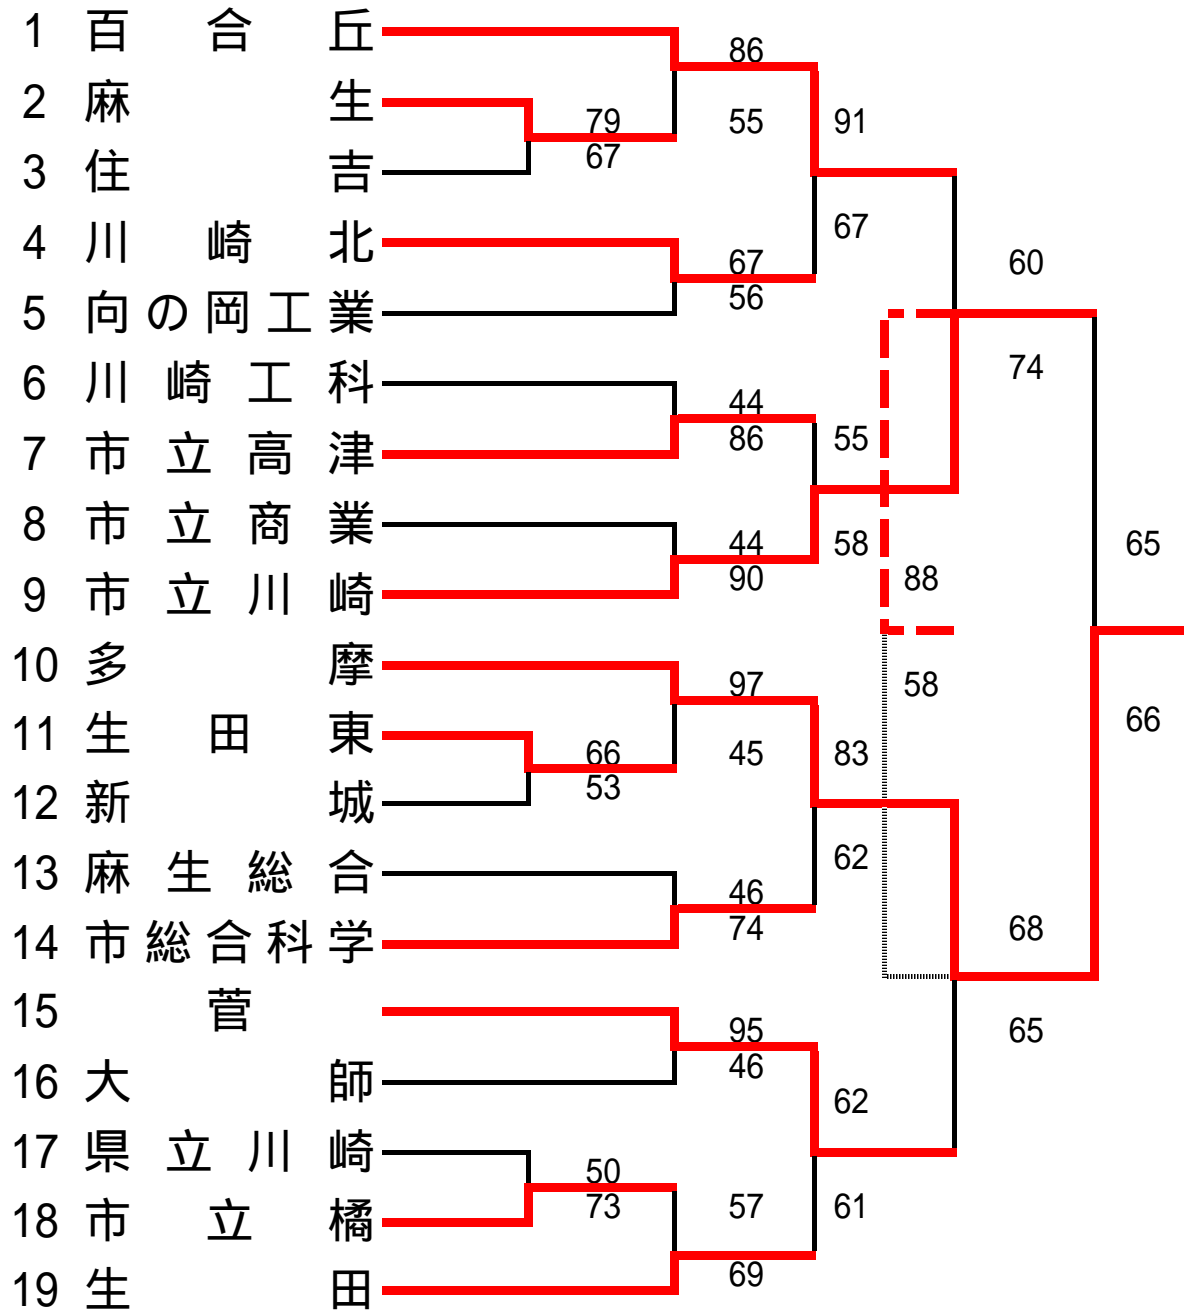 1 百合丘
86
2 麻生
79 55 91
67
3 住吉
67
4 川崎北
67 60
56
5 向の岡工業
74
6 川崎工科
44
86 55
7 市立高津
8 市立商業
44 58 65
90 88
9 市立川崎
10 多摩
97 58
66
11 生田東
66 45 83
53
12 新城
62
13 麻生総合
46
74 68
14 市総合科学
15 菅
95 65
46
16 大師
62
17 県立川崎
50
73 57 61
18 市立橘
69
19 生田